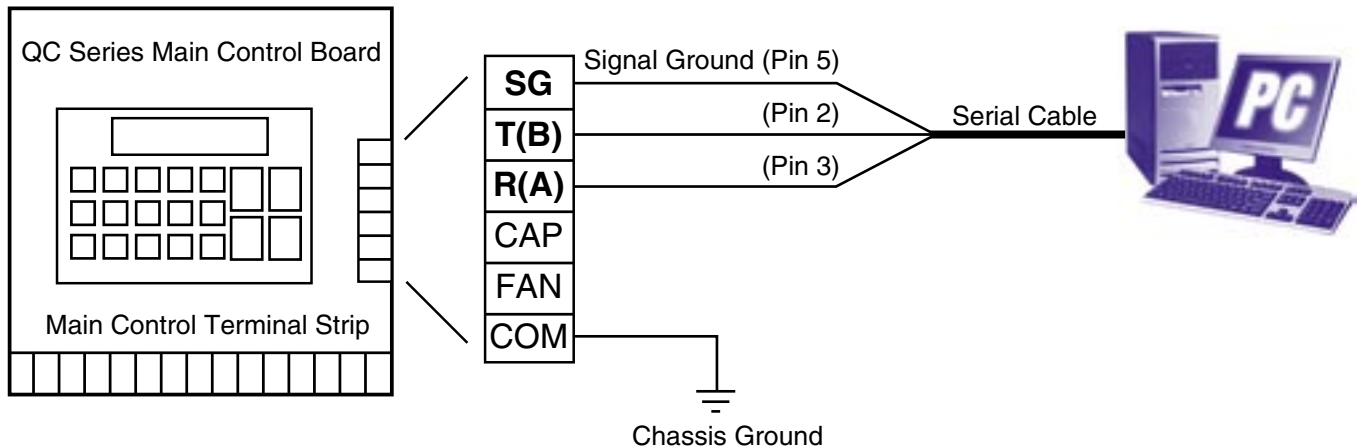 QC Series Main Control Board
Main Control Terminal Strip
SG
T(B)
R(A)
CAP
FAN
COM
Signal Ground (Pin 5)
(Pin 2)
(Pin 3)
Serial Cable
PC
Chassis Ground